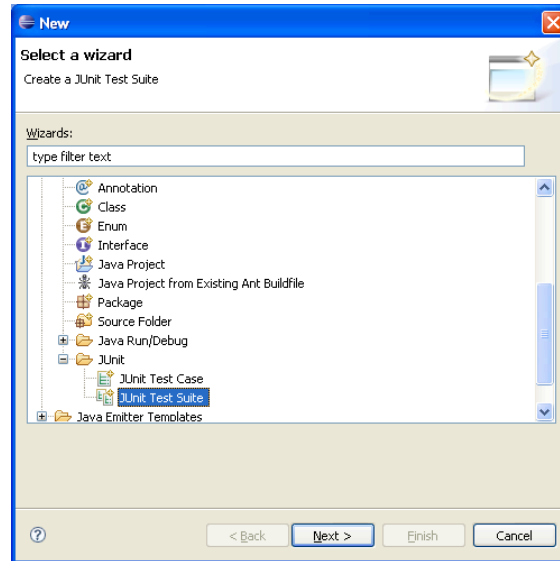 New
Select a wizard
Create a JUnit Test Suite
Wizards:
type filter text
Annotation
Class
Enum
Interface
Java Project
Java Project from Existing Ant Buildfile
Package
Source Folder
Java Run/Debug
JUnit
JUnit Test Case
JUnit Test Suite
Java Emitter Templates
? < Back Next > Finish Cancel